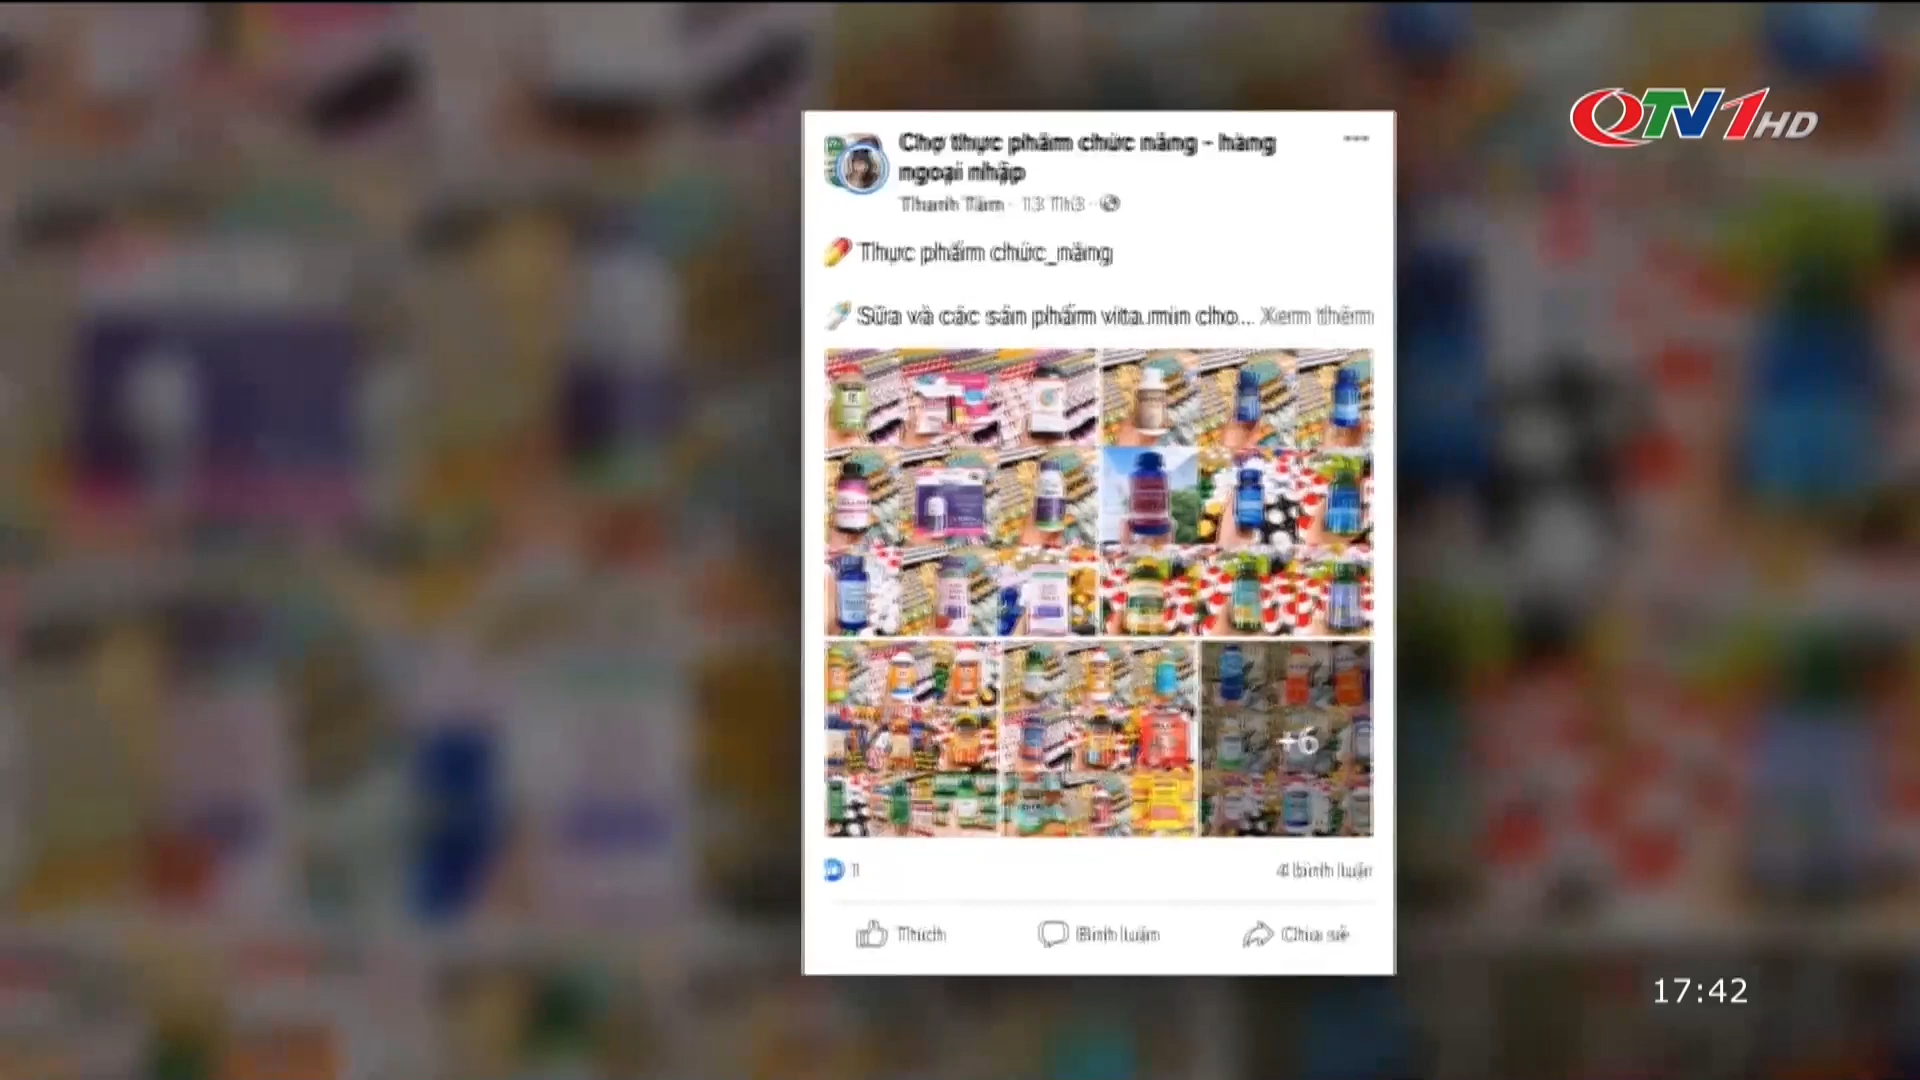 QTV1HD
Chợ thực phẩm chức năng - hàng
ngoại nhập
Thanh Tâm · 13 Th3 ·
Thực phẩm chức_năng
Sữa và các sản phẩm vita.min cho... Xem thêm
+6
1
4 bình luận
Thích
Bình luận
Chia sẻ
17:42